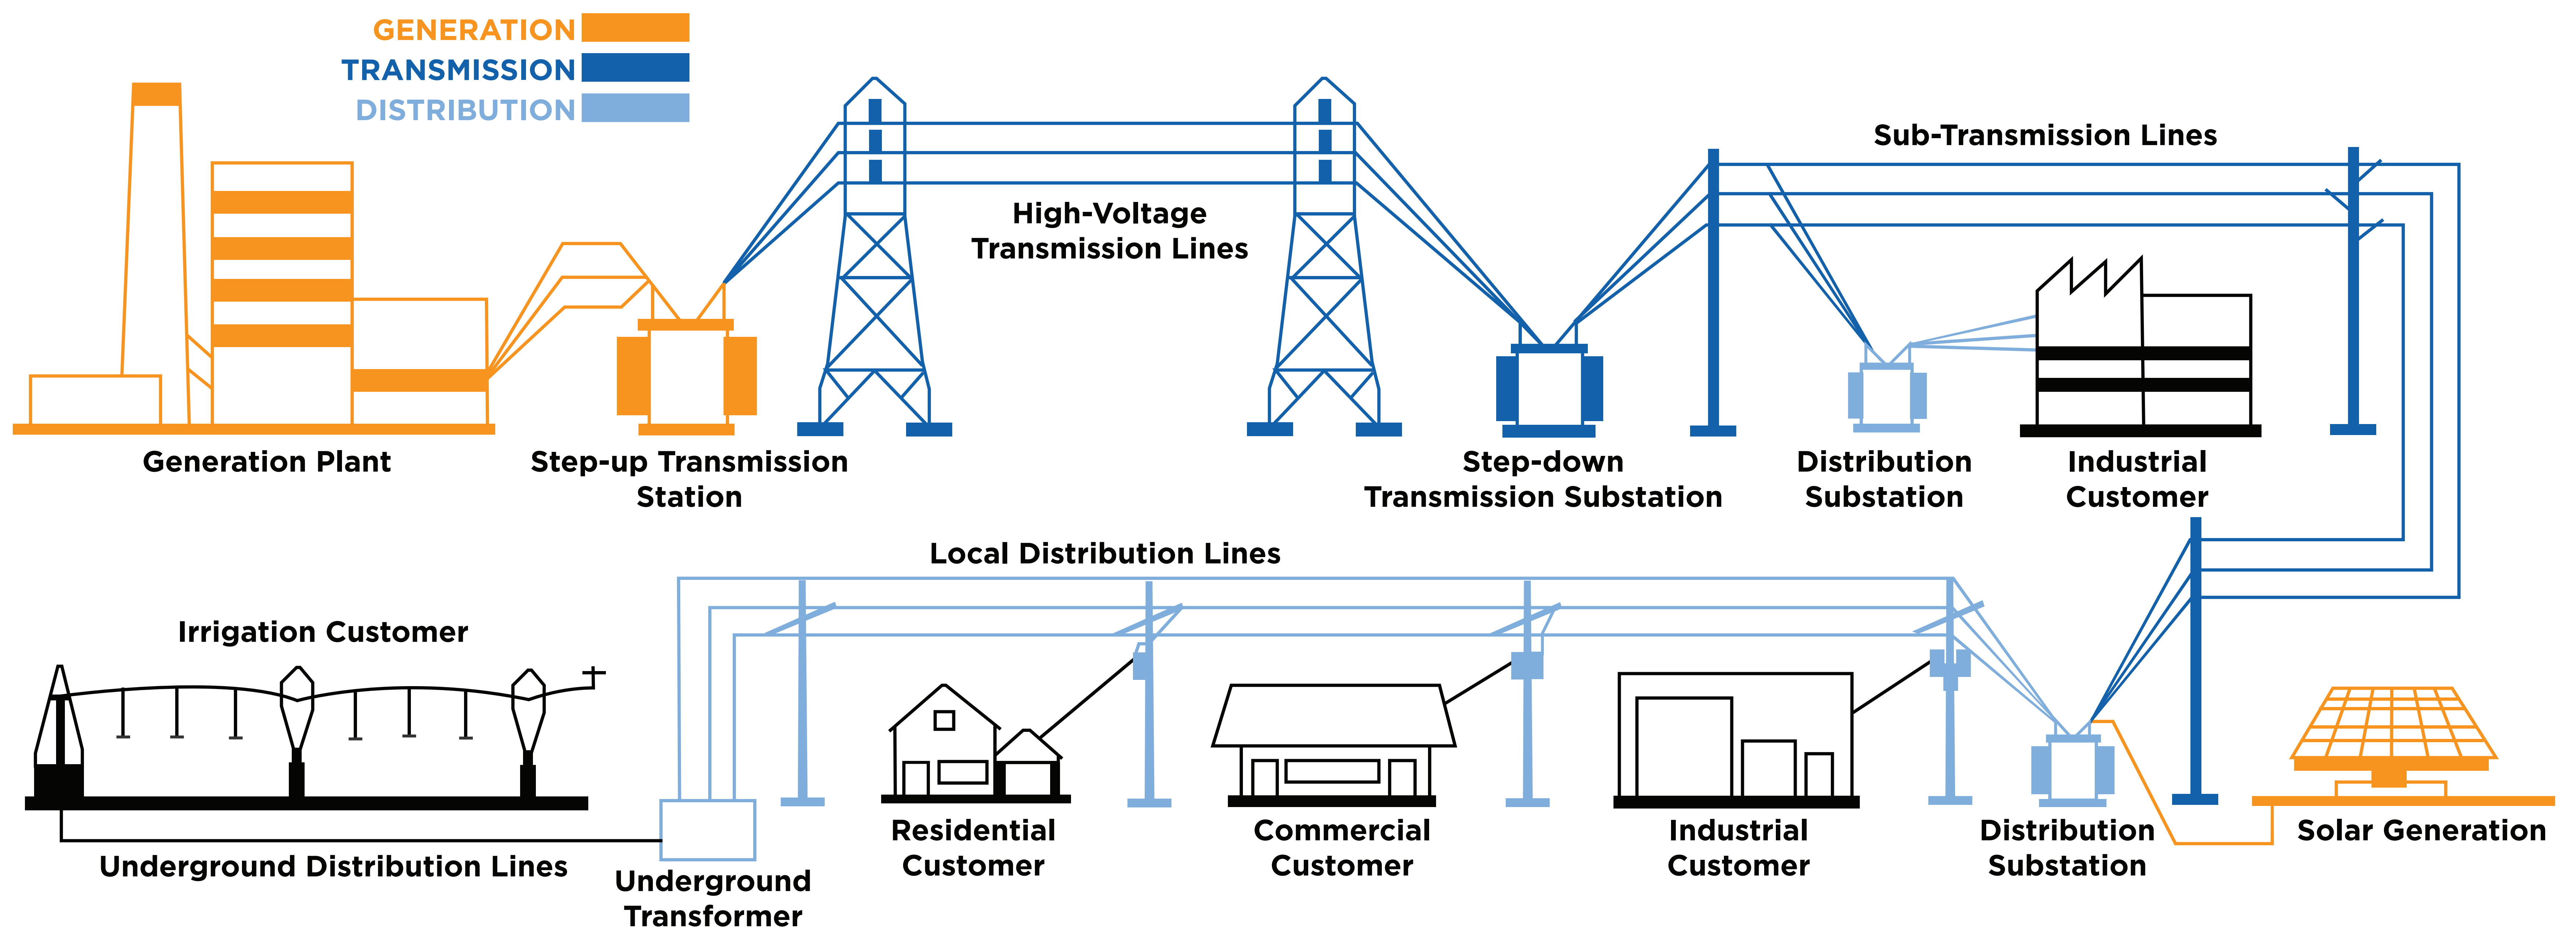 GENERATION
TRANSMISSION
DISTRIBUTION
Sub-Transmission Lines
High-Voltage
Transmission Lines
Generation Plant
Step-up Transmission
Station
Step-down
Transmission Substation
Distribution
Substation
Industrial
Customer
Local Distribution Lines
Irrigation Customer
Underground Distribution Lines
Underground
Transformer
Residential
Customer
Commercial
Customer
Industrial
Customer
Distribution
Substation
Solar Generation